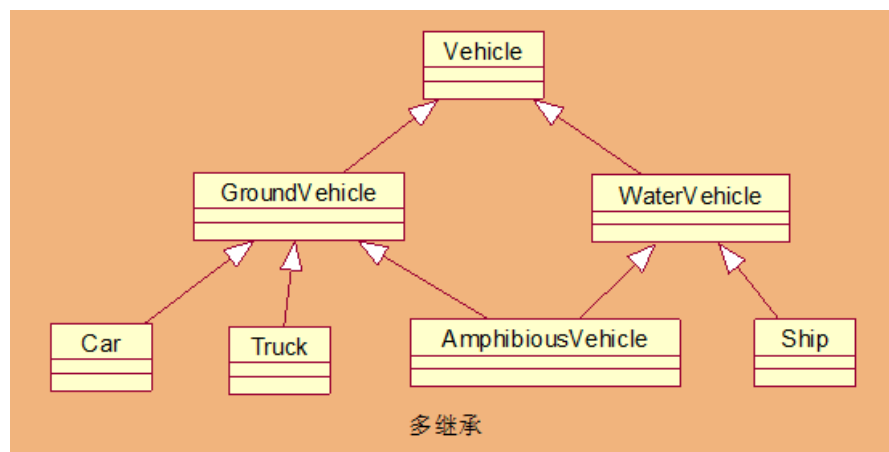 Vehicle
GroundVehicle
WaterVehicle
Car
Truck
AmphibiousVehicle
Ship
多继承